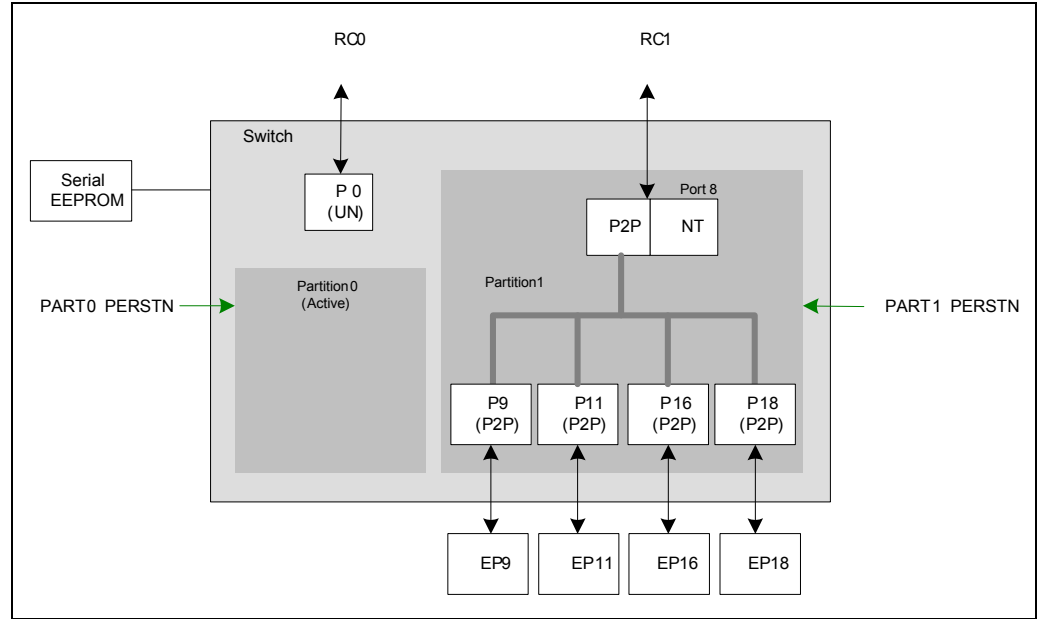 RC0
RC1
Switch
Serial
EEPROM
P 0
(UN)
Port 8
P2P
NT
PART0 PERSTN
Partition 0
(Active)
Partition1
PART1 PERSTN
P9
(P2P)
P11
(P2P)
P16
(P2P)
P18
(P2P)
EP9
EP11
EP16
EP18